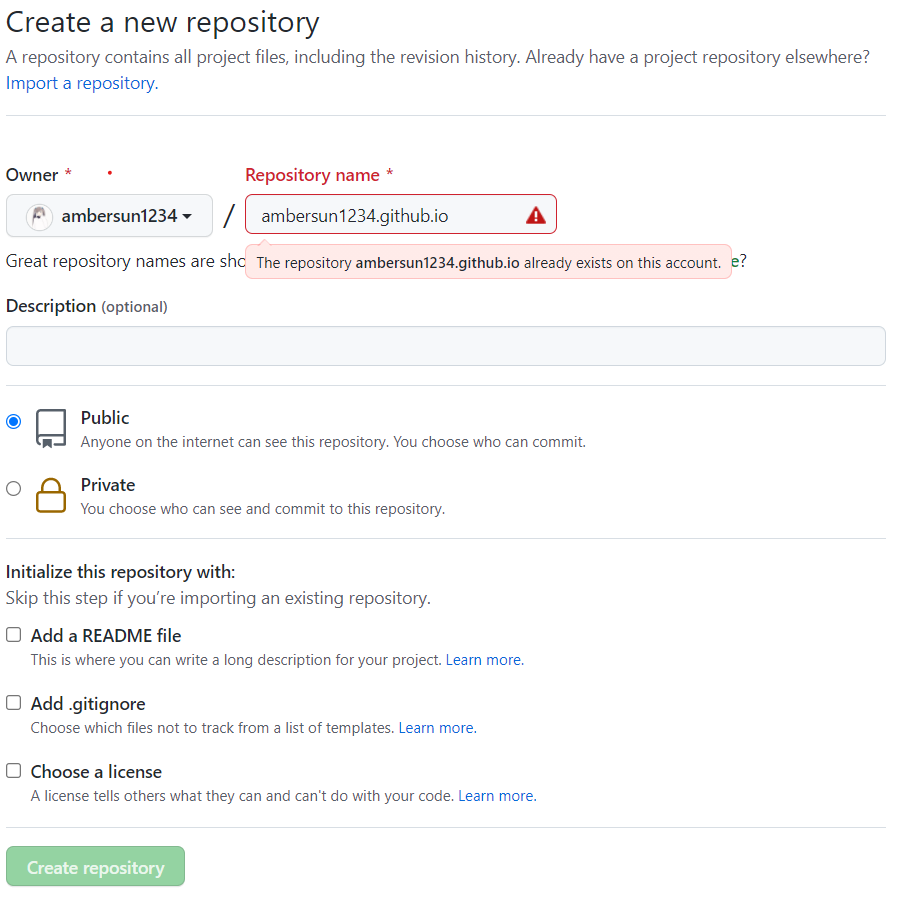 Create a new repository
A repository contains all project files, including the revision history. Already have a project repository elsewhere?
Import a repository.
Owner *
Repository name *
ambersun1234
/
ambersun1234.github.io
Great repository names are sho
The repository ambersun1234.github.io already exists on this account.
e?
Description (optional)
Public
Anyone on the internet can see this repository. You choose who can commit.
Private
You choose who can see and commit to this repository.
Initialize this repository with:
Skip this step if you’re importing an existing repository.
Add a README file
This is where you can write a long description for your project. Learn more.
Add .gitignore
Choose which files not to track from a list of templates. Learn more.
Choose a license
A license tells others what they can and can't do with your code. Learn more.
Create repository